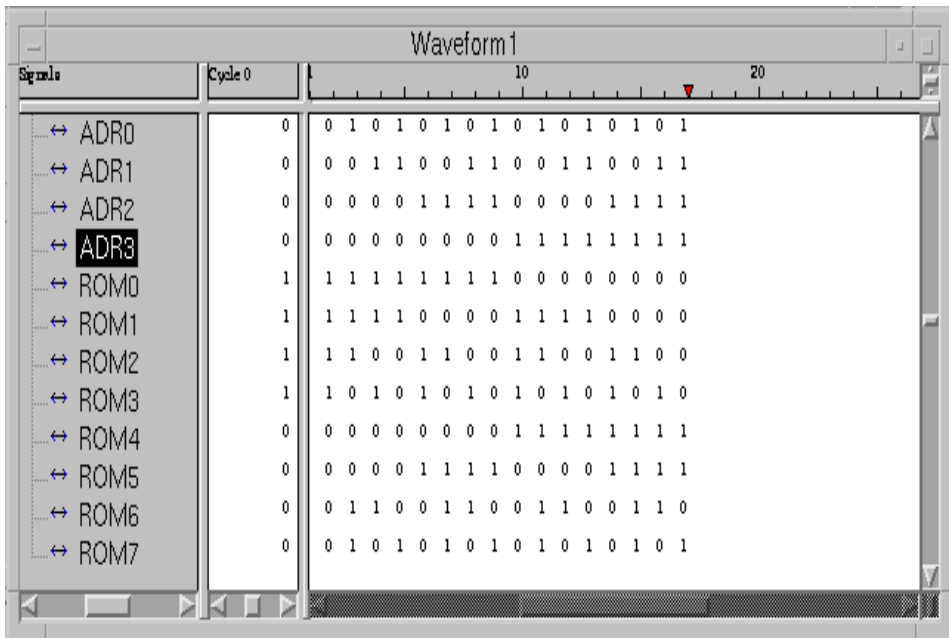 Waveform1
Signals Cycle 0 1 10 20
ADR0 0 0 1 0 1 0 1 0 1 0 1 0 1 0 1 0 1
ADR1 0 0 0 1 1 0 0 1 1 0 0 1 1 0 0 1 1
ADR2 0 0 0 0 0 1 1 1 1 0 0 0 0 1 1 1 1
ADR3 0 0 0 0 0 0 0 0 0 1 1 1 1 1 1 1 1
ROM0 1 1 1 1 1 1 1 1 1 0 0 0 0 0 0 0 0
ROM1 1 1 1 1 1 0 0 0 0 1 1 1 1 0 0 0 0
ROM2 1 1 1 0 0 1 1 0 0 1 1 0 0 1 1 0 0
ROM3 1 1 0 1 0 1 0 1 0 1 0 1 0 1 0 1 0
ROM4 0 0 0 0 0 0 0 0 0 1 1 1 1 1 1 1 1
ROM5 0 0 0 0 0 1 1 1 1 0 0 0 0 1 1 1 1
ROM6 0 0 1 1 0 0 1 1 0 0 1 1 0 0 1 1 0
ROM7 0 0 1 0 1 0 1 0 1 0 1 0 1 0 1 0 1